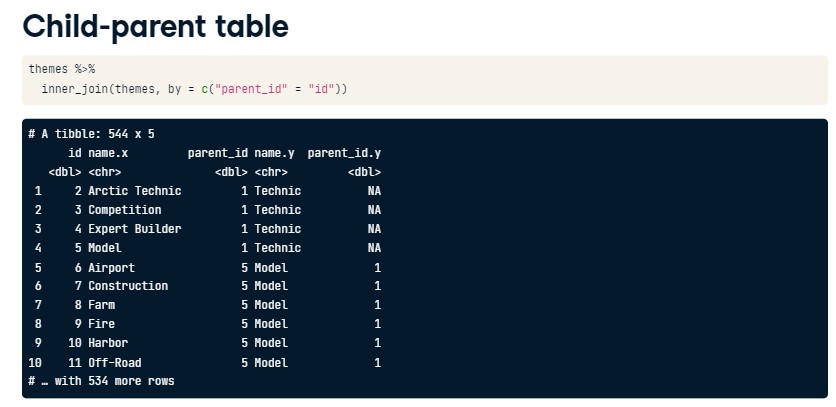 Child-parent table
themes %>%
  inner_join(themes, by = c("parent_id" = "id"))
# A tibble: 544 x 5
      id name.x         parent_id name.y  parent_id.y
   <dbl> <chr>              <dbl> <chr>         <dbl>
 1     2 Arctic Technic         1 Technic          NA
 2     3 Competition            1 Technic          NA
 3     4 Expert Builder         1 Technic          NA
 4     5 Model                  1 Technic          NA
 5     6 Airport                5 Model             1
 6     7 Construction           5 Model             1
 7     8 Farm                   5 Model             1
 8     9 Fire                   5 Model             1
 9    10 Harbor                 5 Model             1
10    11 Off-Road               5 Model             1
# … with 534 more rows